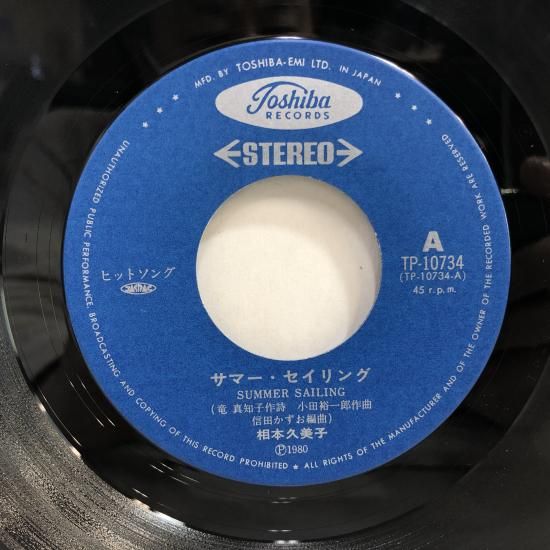 MFD. BY TOSHIBA-EMI LTD. IN JAPAN
Toshiba
RECORDS
STEREO
A
TP-10734
(TP-10734-A)
45 r.p.m.
ヒットソング
JASRAC
サマー・セイリング
SUMMER SAILING
(竜 真知子作詩 小田裕一郎作曲
信田かずお編曲)
相本久美子
Ⓟ1980
★ ★ ★ UNAUTHORIZED PUBLIC PERFORMANCE, BROADCASTING AND COPYING OF THIS RECORD PROHIBITED ★ ALL RIGHTS OF THE MANUFACTURER AND OF THE OWNER OF THE RECORDED WORK ARE RESERVED ★ ★ ★